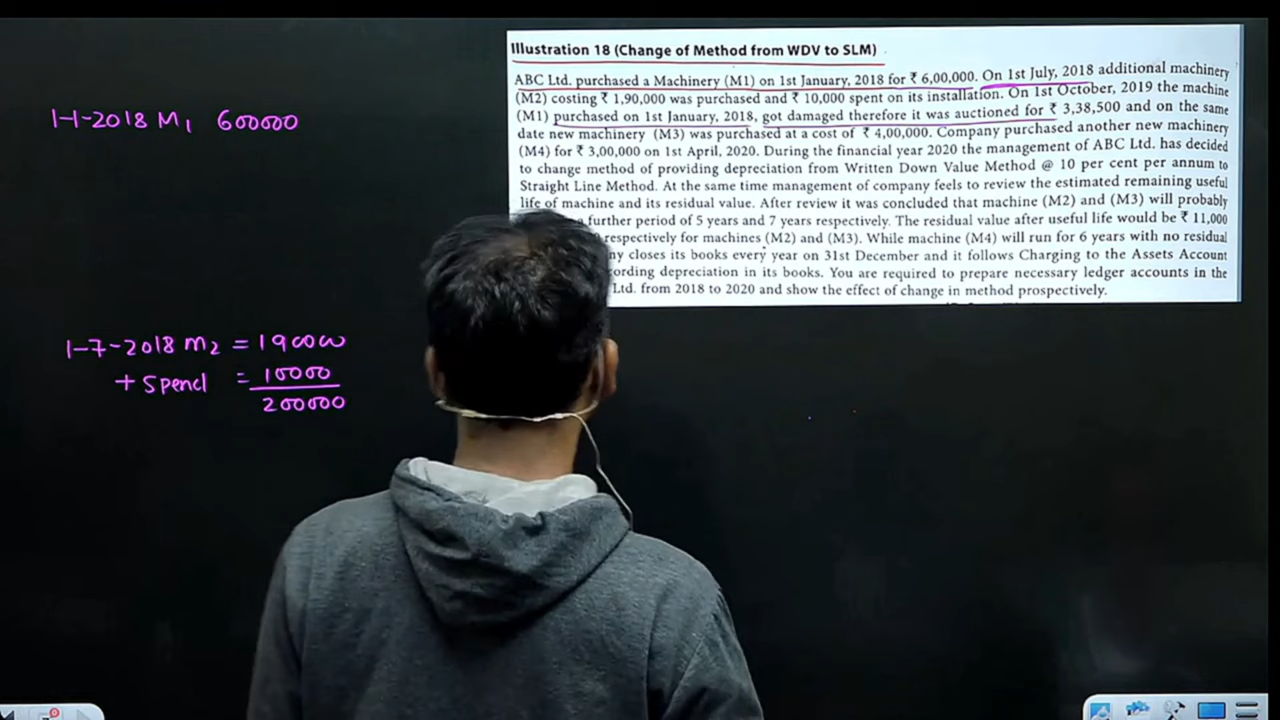 Illustration 18 (Change of Method from WDV to SLM)
ABC Ltd. purchased a Machinery (M1) on 1st January, 2018 for ₹ 6,00,000. On 1st July, 2018 additional machinery
(M2) costing ₹ 1,90,000 was purchased and ₹ 10,000 spent on its installation. On 1st October, 2019 the machine
(M1) purchased on 1st January, 2018, got damaged therefore it was auctioned for ₹ 3,38,500 and on the same
date new machinery (M3) was purchased at a cost of ₹ 4,00,000. Company purchased another new machinery
(M4) for ₹ 3,00,000 on 1st April, 2020. During the financial year 2020 the management of ABC Ltd. has decided
to change method of providing depreciation from Written Down Value Method @ 10 per cent per annum to
Straight Line Method. At the same time management of company feels to review the estimated remaining useful
life of machine and its residual value. After review it was concluded that machine (M2) and (M3) will probably
further period of 5 years and 7 years respectively. The residual value after useful life would be ₹ 11,000
respectively for machines (M2) and (M3). While machine (M4) will run for 6 years with no residual
ny closes its books every year on 31st December and it follows Charging to the Assets Account
ording depreciation in its books. You are required to prepare necessary ledger accounts in the
Ltd. from 2018 to 2020 and show the effect of change in method prospectively.
1-1-2018 M1 600000
1-7-2018 M2 = 190000
+ Spend = 10000
200000